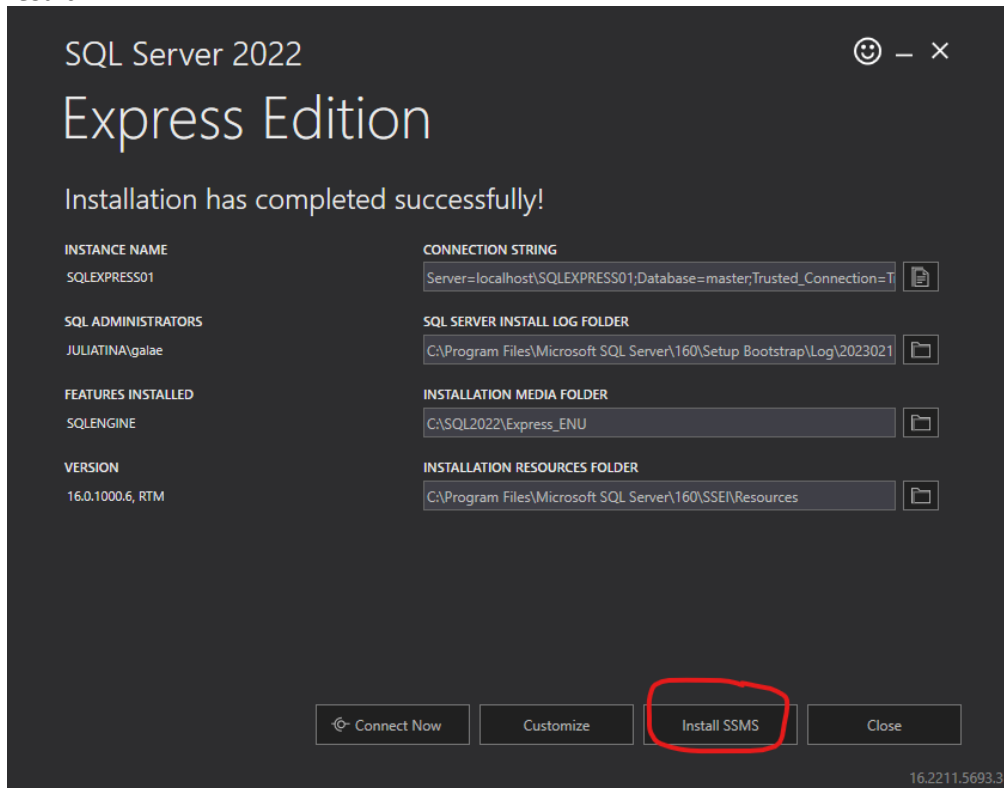 SQL Server 2022
Express Edition
Installation has completed successfully!
INSTANCE NAME
SQLEXPRESS01
CONNECTION STRING
Server=localhost\SQLEXPRESS01;Database=master;Trusted_Connection=T
SQL ADMINISTRATORS
JULIATINA\galae
SQL SERVER INSTALL LOG FOLDER
C:\Program Files\Microsoft SQL Server\160\Setup Bootstrap\Log\2023021
FEATURES INSTALLED
SQLENGINE
INSTALLATION MEDIA FOLDER
C:\SQL2022\Express_ENU
VERSION
16.0.1000.6, RTM
INSTALLATION RESOURCES FOLDER
C:\Program Files\Microsoft SQL Server\160\SSEI\Resources
Connect Now
Customize
Install SSMS
Close
16.2211.5693.3